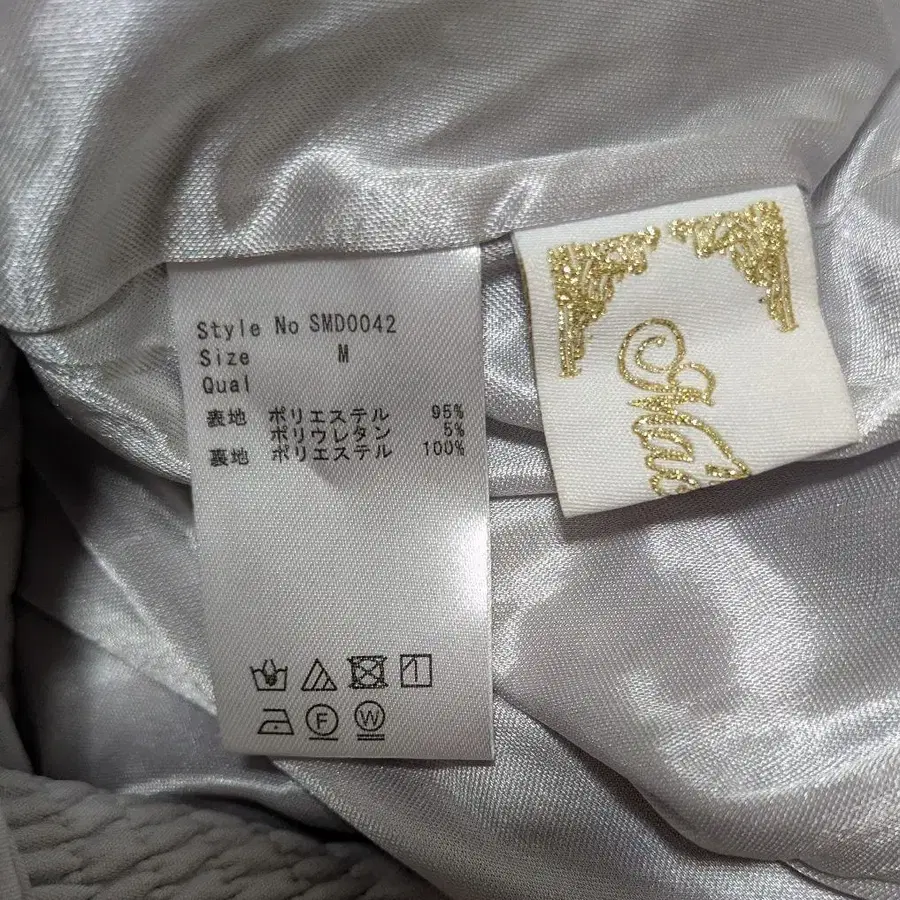 Style No SMD0042
Size M
Qual
表地 ポリエステル 95%
ポリウレタン 5%
裏地 ポリエステル 100%
F
W